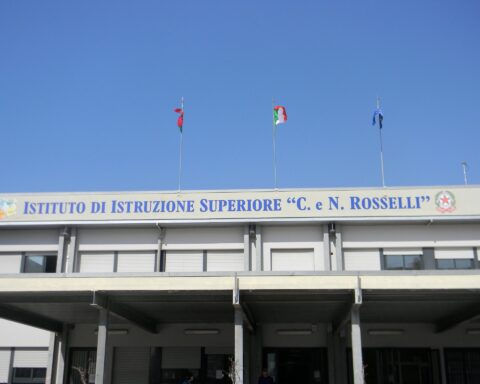 ISTITUTO DI ISTRUZIONE SUPERIORE “C. e N. ROSSELLI”